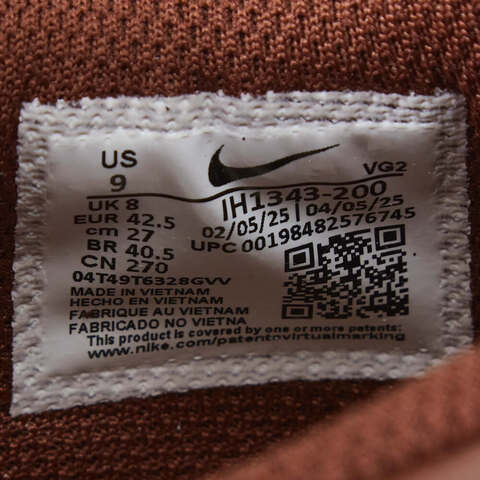 US
9
VG2
UK 8
EUR 42.5
cm 27
BR 40.5
CN 270
IH1343-200
02/05/25 | 04/05/25
UPC 00198482576745
04T49T6328GVV
MADE IN VIETNAM
HECHO EN VIETNAM
FABRIQUE AU VIETNAM
FABRICADO NO VIETNA
This product is covered by one or more patents:
www.nike.com/patentsvirtualmarking